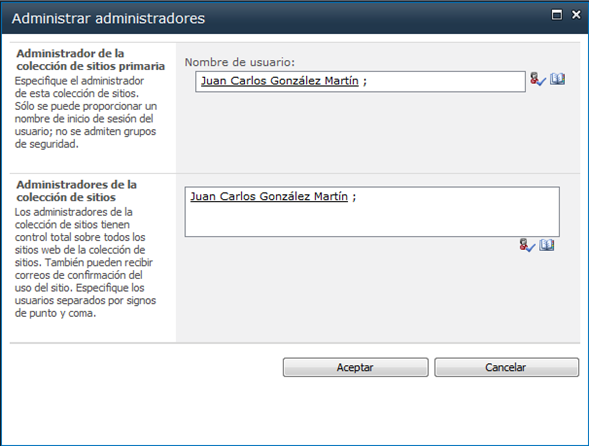 Administrar administradores
Administrador de la
colección de sitios primaria
Especifique el administrador
de esta colección de sitios.
Sólo se puede proporcionar un
nombre de inicio de sesión del
usuario; no se admiten grupos
de seguridad.
Nombre de usuario:
Juan Carlos González Martín ;
Administradores de la
colección de sitios
Los administradores de la
colección de sitios tienen
control total sobre todos los
sitios web de la colección de
sitios. También pueden recibir
correos de confirmación del
uso del sitio. Especifique los
usuarios separados por signos
de punto y coma.
Juan Carlos González Martín ;
Aceptar
Cancelar